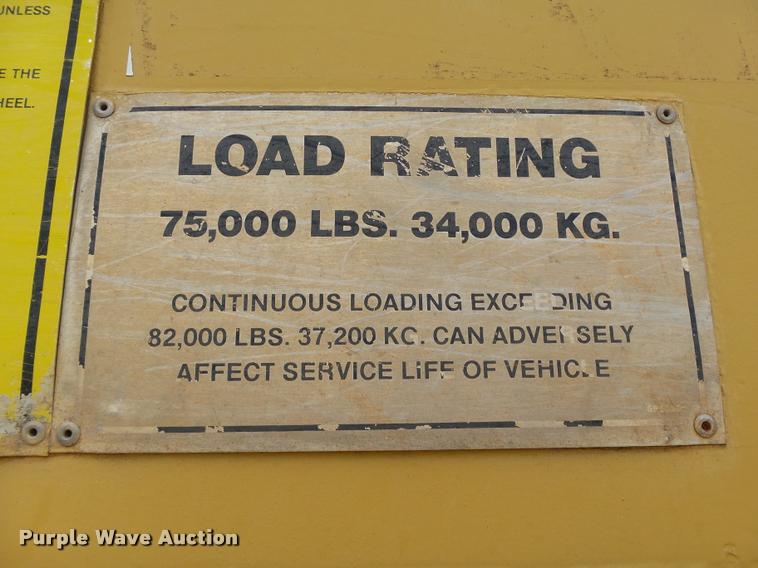 UNLESS
E THE
HEEL.
LOAD RATING
75,000 LBS. 34,000 KG.
CONTINUOUS LOADING EXCEEDING
82,000 LBS. 37,200 KG. CAN ADVERSELY
AFFECT SERVICE LIFE OF VEHICLE
Purple Wave Auction